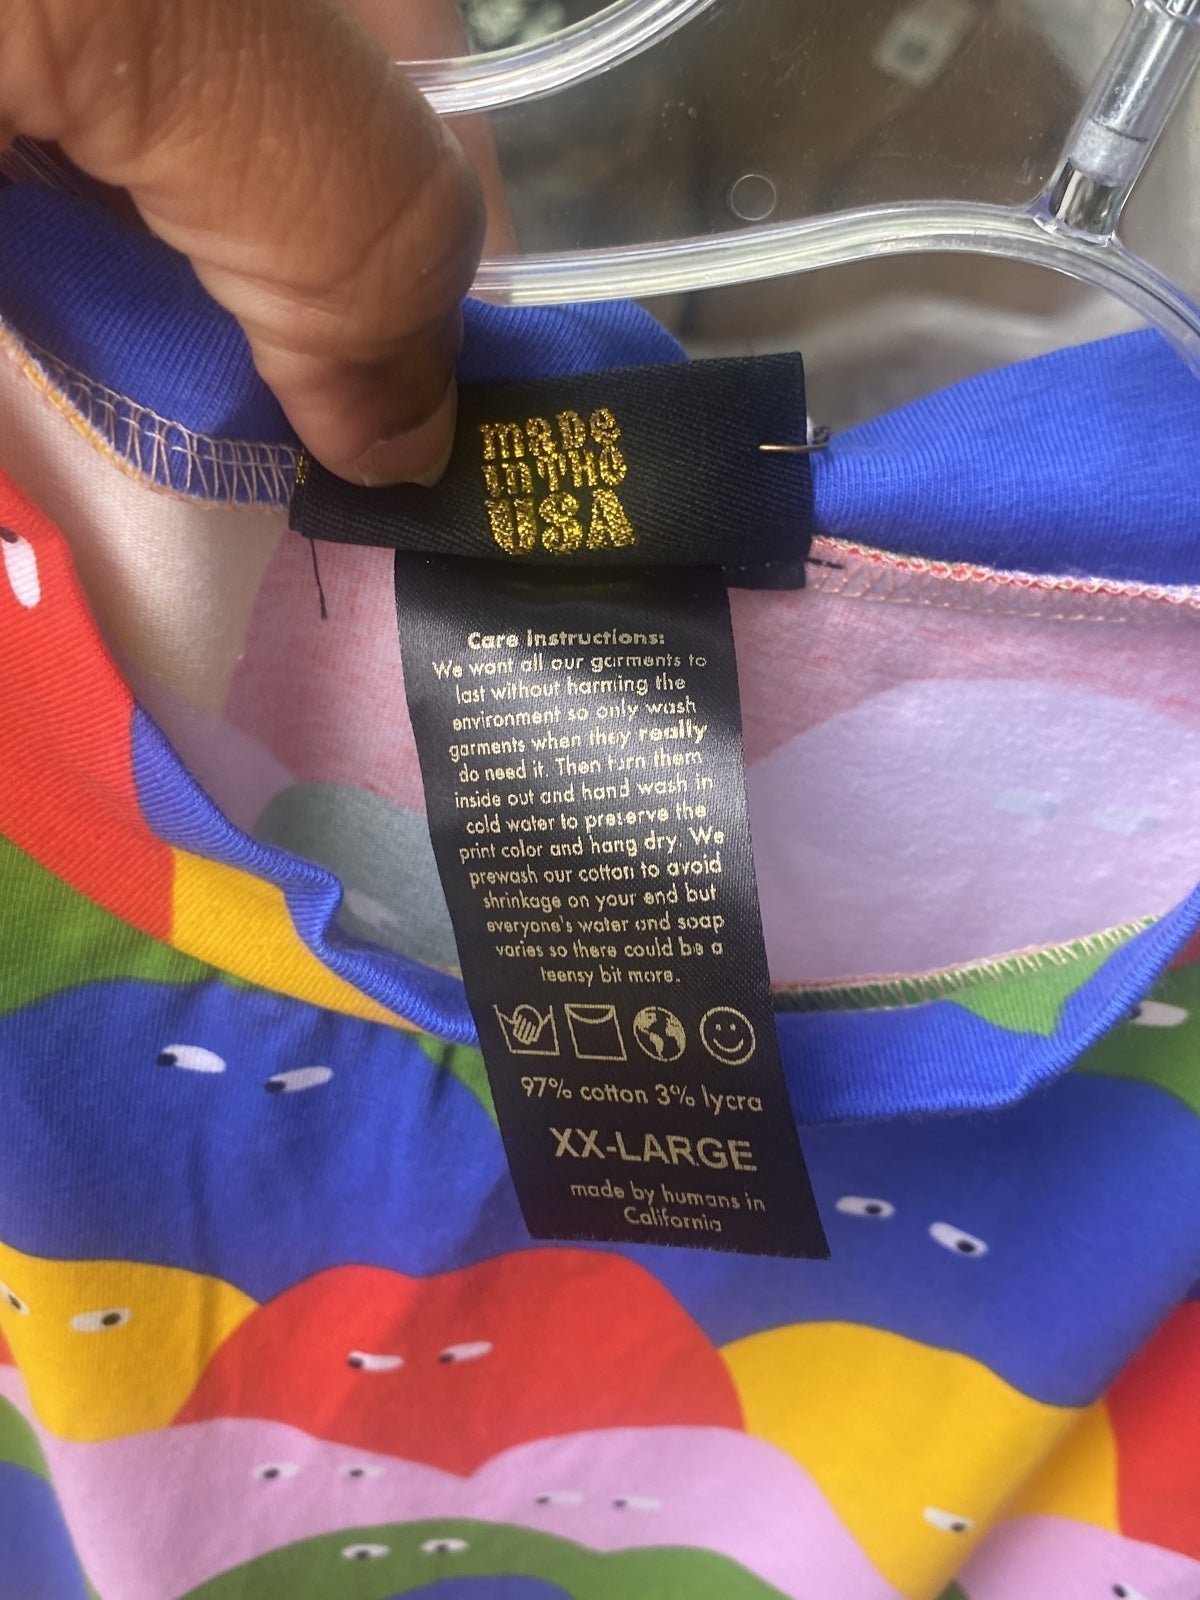 made
in the
USA
Care Instructions:
We want all our garments to
last without harming the
environment so only wash
garments when they really
do need it. Then turn them
inside out and hand wash in
cold water to preserve the
print color and hang dry. We
prewash our cotton to avoid
shrinkage on your end but
everyone's water and soap
varies so there could be a
teensy bit more.
97% cotton 3% lycra
XX-LARGE
made by humans in
California